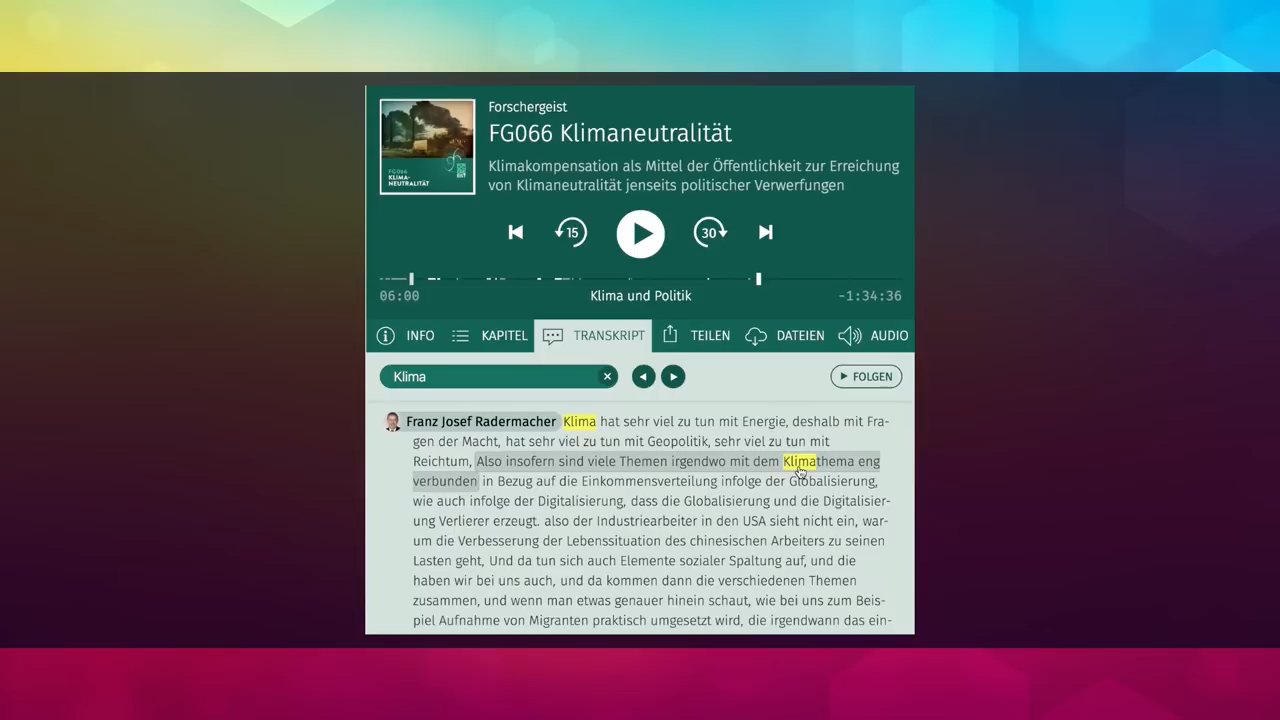 Forschergeist
FG066 Klimaneutralität
Klimakompensation als Mittel der Öffentlichkeit zur Erreichung
von Klimaneutralität jenseits politischer Verwerfungen
FG066
KLIMA-
NEUTRALITÄT
15
30
06:00
Klima und Politik
-1:34:36
INFO
KAPITEL
TRANSKRIPT
TEILEN
DATEIEN
AUDIO
Klima
FOLGEN
Franz Josef Radermacher Klima hat sehr viel zu tun mit Energie, deshalb mit Fra-
gen der Macht, hat sehr viel zu tun mit Geopolitik, sehr viel zu tun mit
Reichtum, Also insofern sind viele Themen irgendwo mit dem Klimathema eng
verbunden in Bezug auf die Einkommensverteilung infolge der Globalisierung,
wie auch infolge der Digitalisierung, dass die Globalisierung und die Digitalisier-
ung Verlierer erzeugt. also der Industriearbeiter in den USA sieht nicht ein, war-
um die Verbesserung der Lebenssituation des chinesischen Arbeiters zu seinen
Lasten geht, Und da tun sich auch Elemente sozialer Spaltung auf, und die
haben wir bei uns auch, und da kommen dann die verschiedenen Themen
zusammen, und wenn man etwas genauer hinein schaut, wie bei uns zum Beis-
piel Aufnahme von Migranten praktisch umgesetzt wird, die irgendwann das ein-